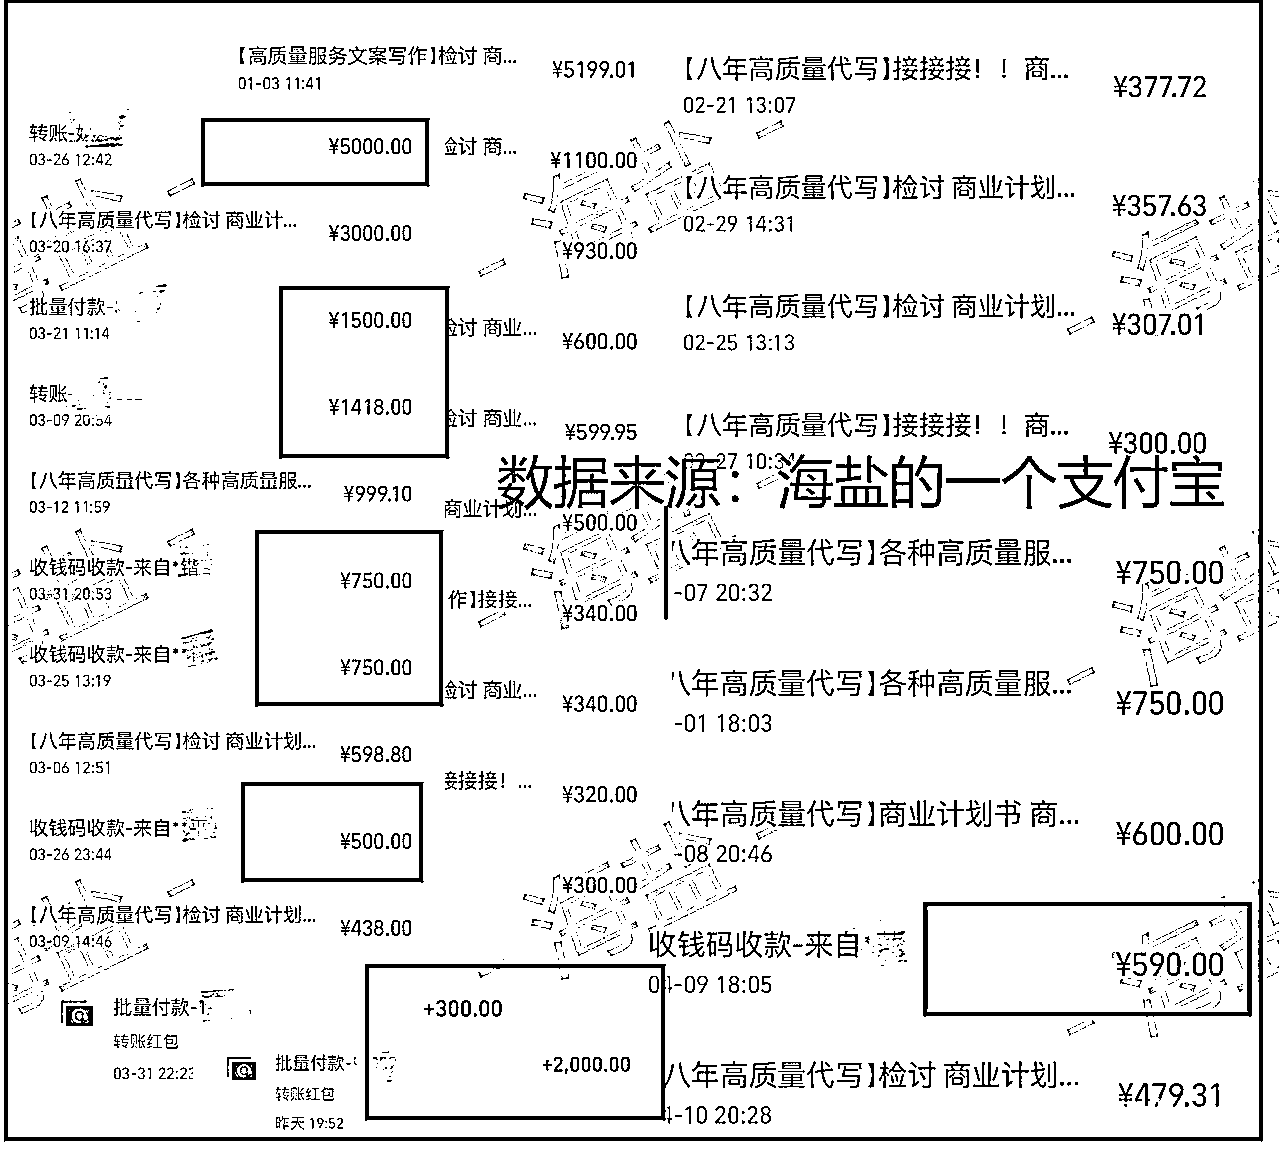 【高质量服务文案写作】检讨 商...
¥5199.01
01-03 11:41
转账-
¥5000.00
03-26 12:42
【八年高质量代写】检讨 商业计...
¥3000.00
03-20 16:37
批量付款-
¥1500.00
03-21 11:14
转账-
¥1418.00
03-09 20:54
【八年高质量代写】各种高质量服...
¥999.10
03-12 11:59
收钱码收款-来自*
¥750.00
03-31 20:53
收钱码收款-来自*
¥750.00
03-25 13:19
【八年高质量代写】检讨 商业计划...
¥598.80
03-06 12:51
收钱码收款-来自*
¥500.00
03-26 23:44
【八年高质量代写】检讨 商业计划...
¥438.00
03-09 14:46
批量付款-
+300.00
转账红包
03-31 22:23
批量付款-
+2,000.00
转账红包
昨天 19:52
检讨 商...
¥1100.00
¥930.00
检讨 商业...
¥600.00
检讨 商业...
¥599.95
商业计划...
¥500.00
作】接接...
¥340.00
检讨 商业...
¥340.00
接接接！...
¥320.00
¥300.00
【八年高质量代写】接接接！！商...
¥377.72
02-21 13:07
【八年高质量代写】检讨 商业计划...
¥357.63
02-29 14:31
【八年高质量代写】检讨 商业计划...
¥307.01
02-25 13:13
【八年高质量代写】接接接！！商...
¥300.00
02-27 10:34
数据来源：海盐的一个支付宝
八年高质量代写】各种高质量服...
¥750.00
-07 20:32
八年高质量代写】各种高质量服...
¥750.00
-01 18:03
八年高质量代写】商业计划书 商...
¥600.00
-08 20:46
收钱码收款-来自*
¥590.00
04-09 18:05
八年高质量代写】检讨 商业计划...
¥479.31
4-10 20:28